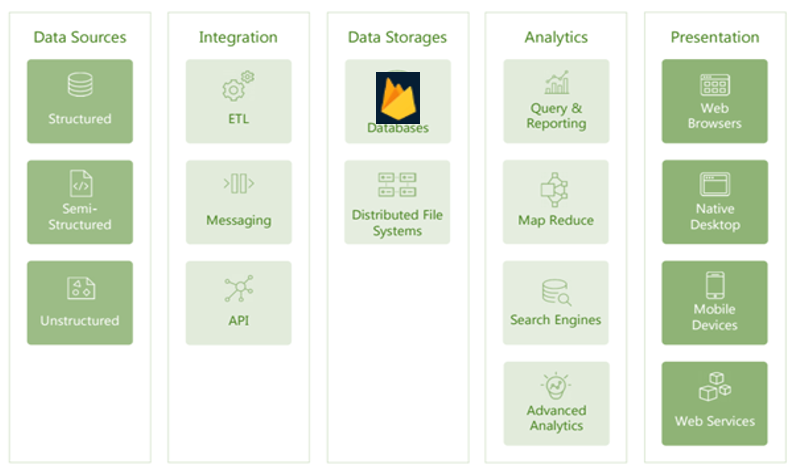 Data Sources
Structured
Semi-
Structured
Unstructured
Integration
ETL
Messaging
API
Data Storages
Databases
Distributed File
Systems
Analytics
Query &
Reporting
Map Reduce
Search Engines
Advanced
Analytics
Presentation
Web
Browsers
Native
Desktop
Mobile
Devices
Web Services